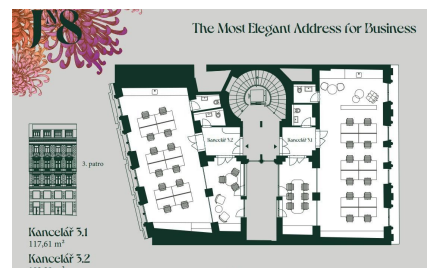 JN8
The Most Elegant Address for Business
Kancelář 3.2
Kancelář 3.1
3. patro
Kancelář 3.1
117,61 m²
Kancelář 3.2